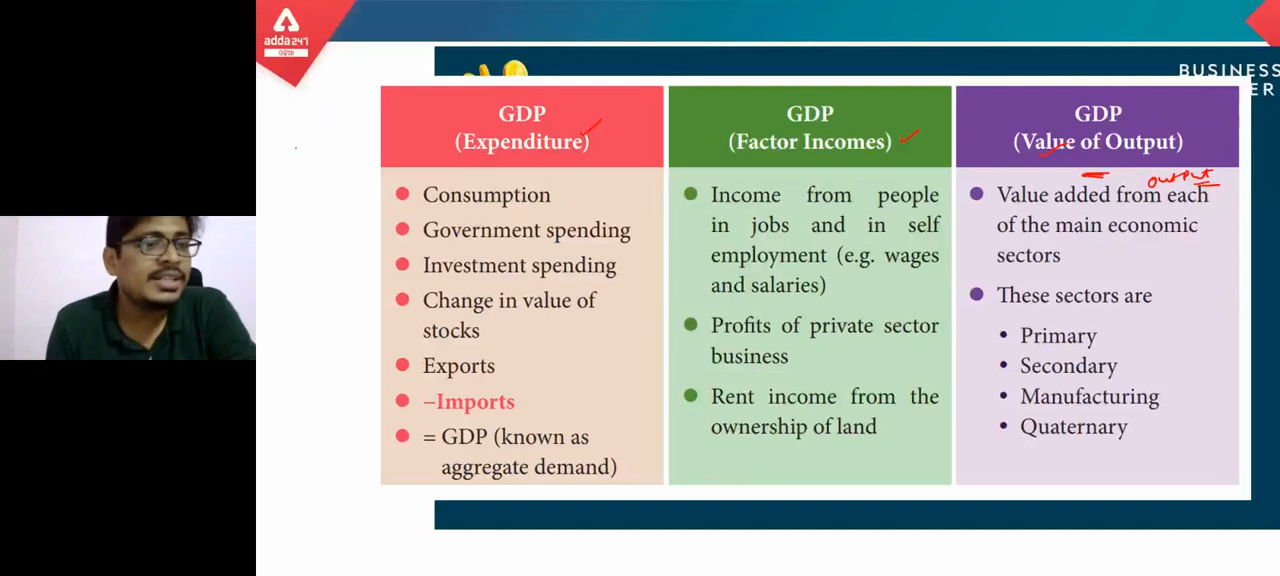 adda247
ଓଡ଼ିଆ
BUSINESS
ER
GDP
(Expenditure)
Consumption
Government spending
Investment spending
Change in value of
stocks
Exports
–Imports
= GDP (known as
aggregate demand)
GDP
(Factor Incomes)
Income from people
in jobs and in self
employment (e.g. wages
and salaries)
Profits of private sector
business
Rent income from the
ownership of land
GDP
(Value of Output)
output
Value added from each
of the main economic
sectors
These sectors are
Primary
Secondary
Manufacturing
Quaternary